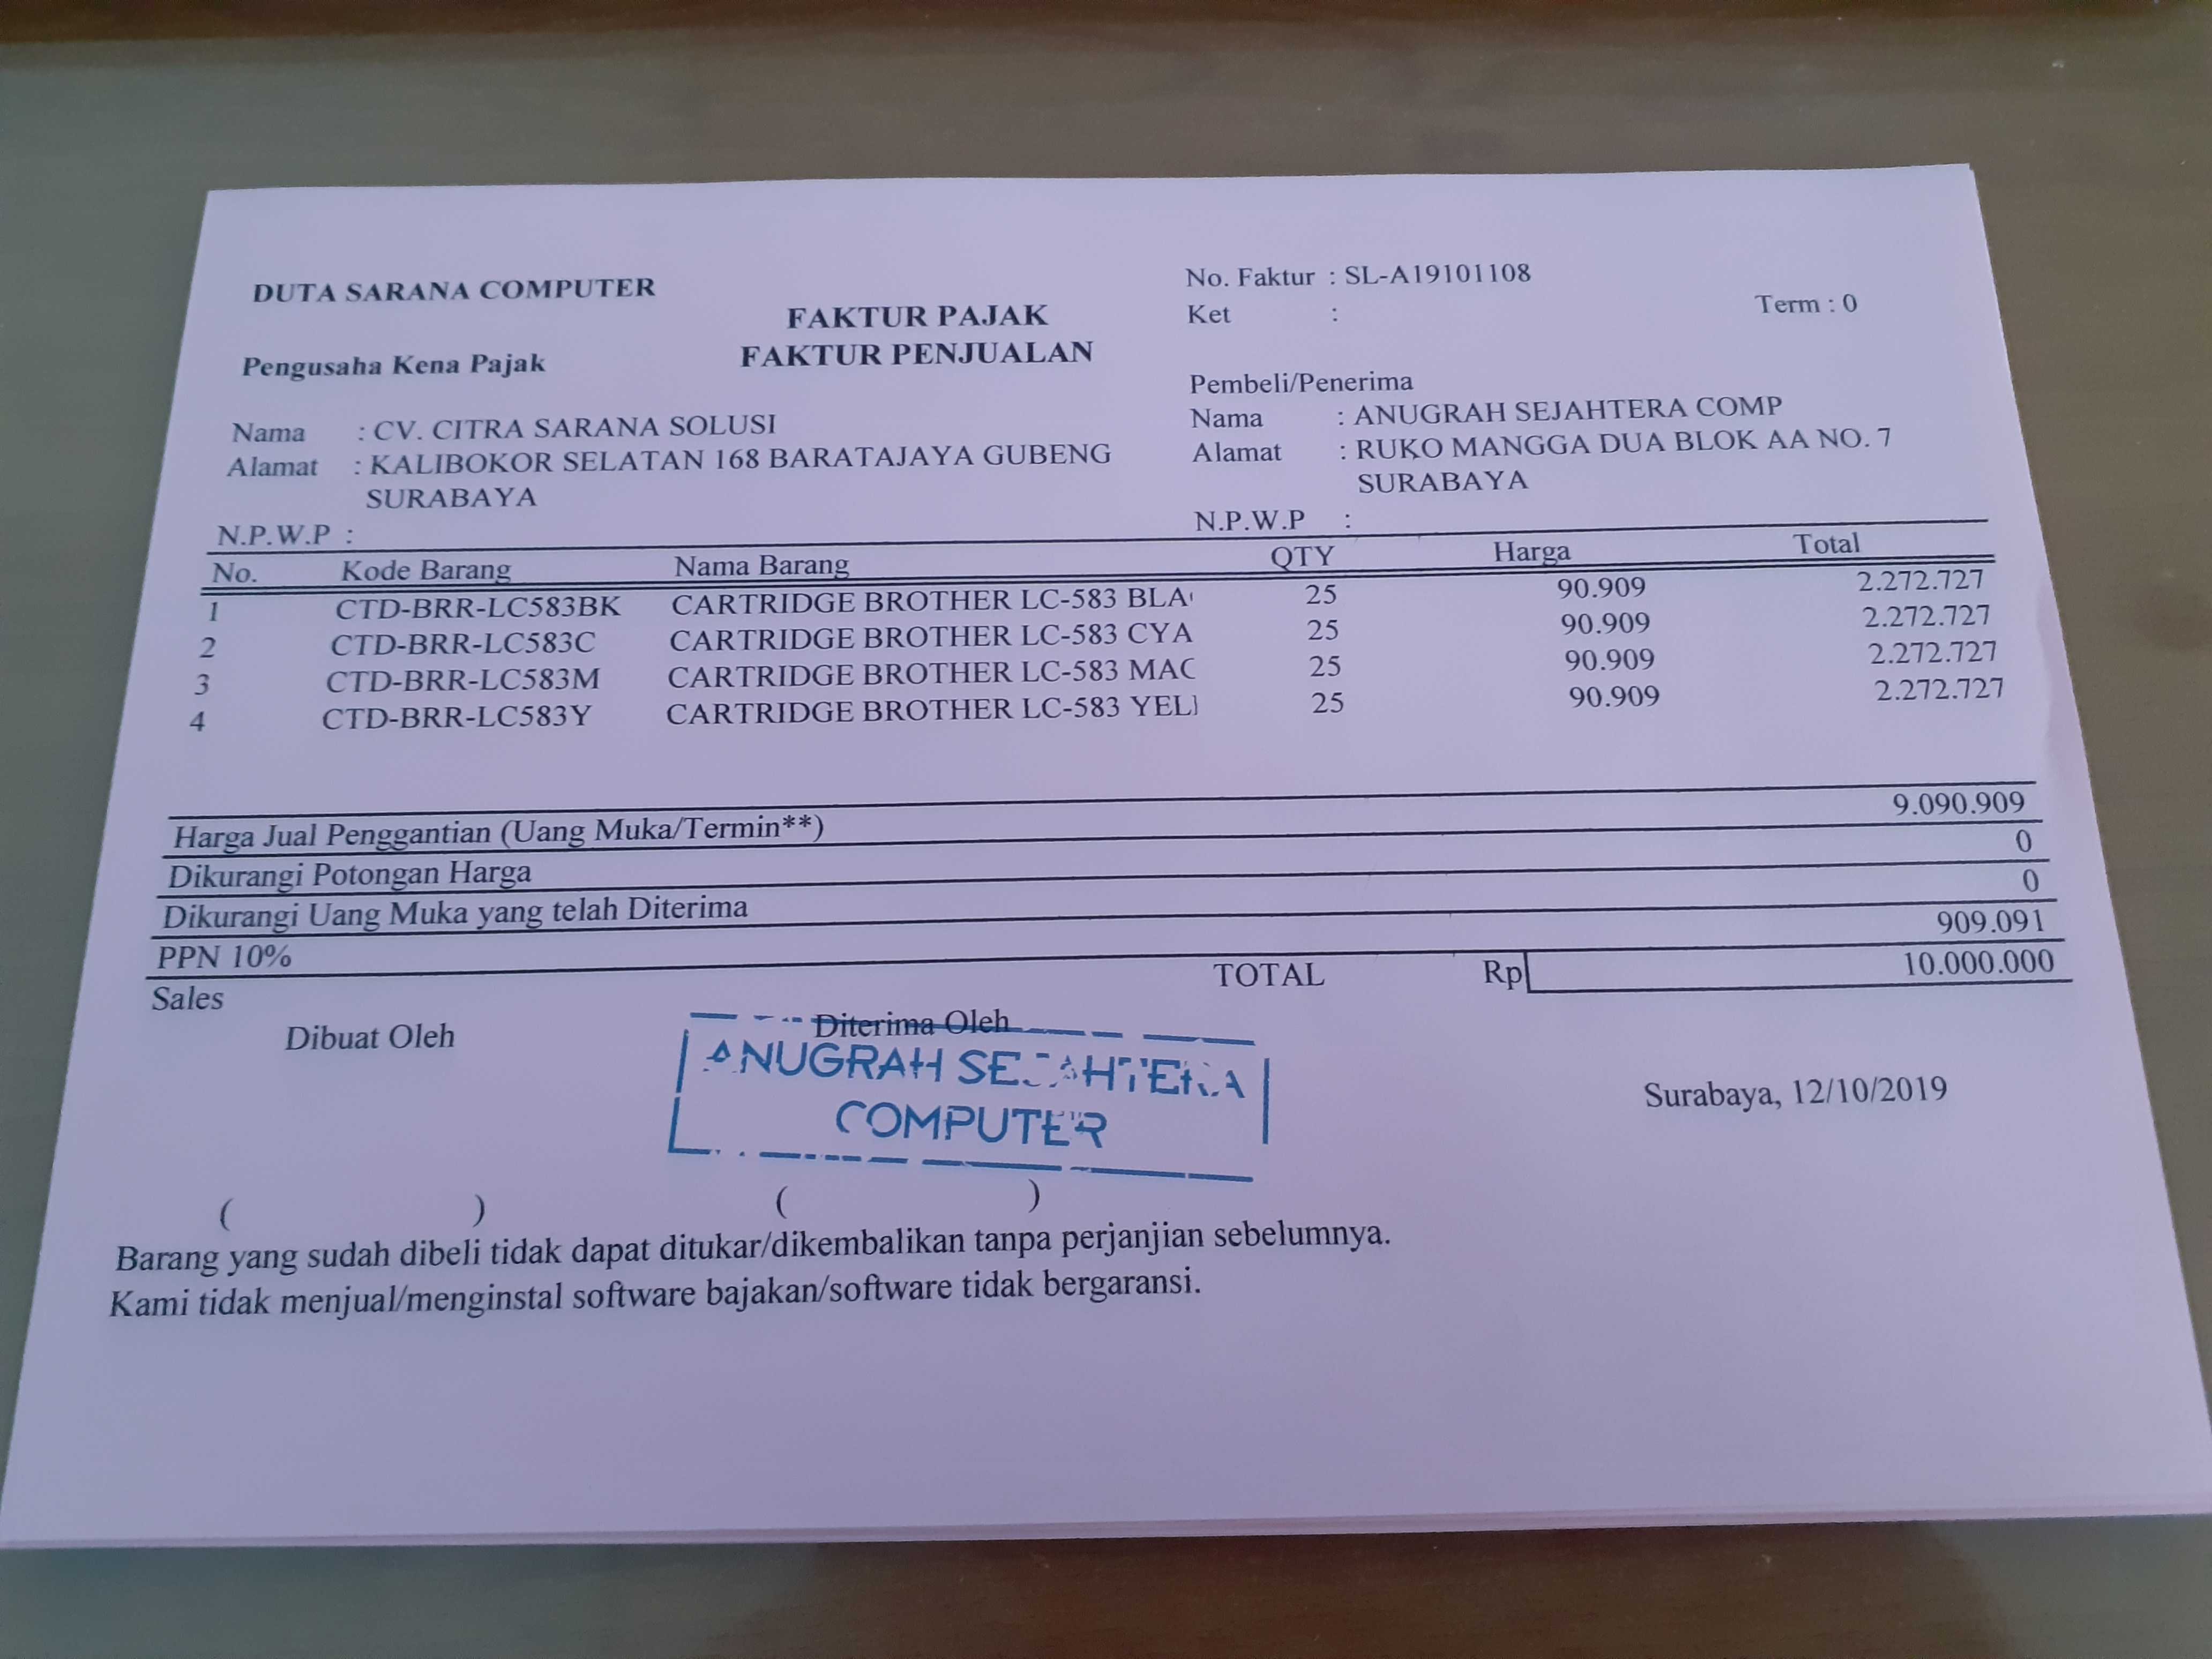 DUTA SARANA COMPUTER
FAKTUR PAJAK
FAKTUR PENJUALAN
Pengusaha Kena Pajak
Nama : CV. CITRA SARANA SOLUSI
Alamat : KALIBOKOR SELATAN 168 BARATAJAYA GUBENG
SURABAYA
N.P.W.P :
No. Faktur : SL-A19101108
Ket :
Term : 0
Pembeli/Penerima
Nama : ANUGRAH SEJAHTERA COMP
Alamat : RUKO MANGGA DUA BLOK AA NO. 7
SURABAYA
N.P.W.P :
No. Kode Barang Nama Barang QTY Harga Total
1 CTD-BRR-LC583BK CARTRIDGE BROTHER LC-583 BLA 25 90.909 2.272.727
2 CTD-BRR-LC583C CARTRIDGE BROTHER LC-583 CYA 25 90.909 2.272.727
3 CTD-BRR-LC583M CARTRIDGE BROTHER LC-583 MAC 25 90.909 2.272.727
4 CTD-BRR-LC583Y CARTRIDGE BROTHER LC-583 YEL 25 90.909 2.272.727
Harga Jual Penggantian (Uang Muka/Termin**) 9.090.909
Dikurangi Potongan Harga 0
Dikurangi Uang Muka yang telah Diterima 0
PPN 10% 909.091
Sales TOTAL Rp 10.000.000
Dibuat Oleh Diterima Oleh
ANUGRAH SEJAHTERA
COMPUTER
Surabaya, 12/10/2019
( ) ( )
Barang yang sudah dibeli tidak dapat ditukar/dikembalikan tanpa perjanjian sebelumnya.
Kami tidak menjual/menginstal software bajakan/software tidak bergaransi.